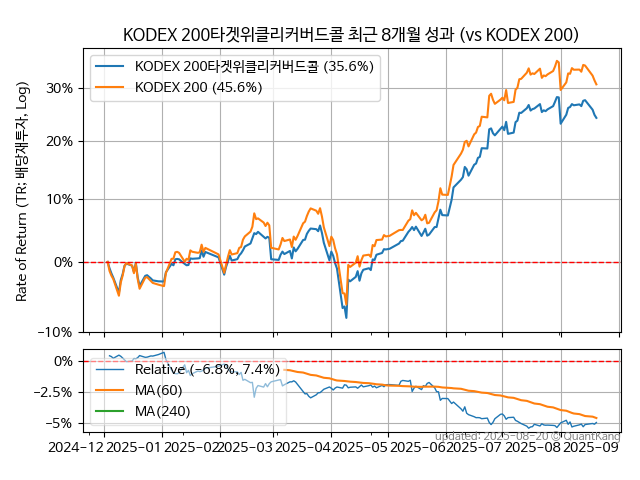 KODEX 200타겟위클리커버드콜 최근 8개월 성과 (vs KODEX 200)
KODEX 200타겟위클리커버드콜 (35.6%)
KODEX 200 (45.6%)
30%
20%
10%
0%
−10%
Rate of Return (TR: 배당재투자, Log)
Relative (−6.8%, 7.4%)
MA(60)
MA(240)
0%
−2.5%
−5%
updated: 2025-08-20 © QuantKang
2024−12 2025−01 2025−02 2025−03 2025−04 2025−05 2025−06 2025−07 2025−08 2025−09